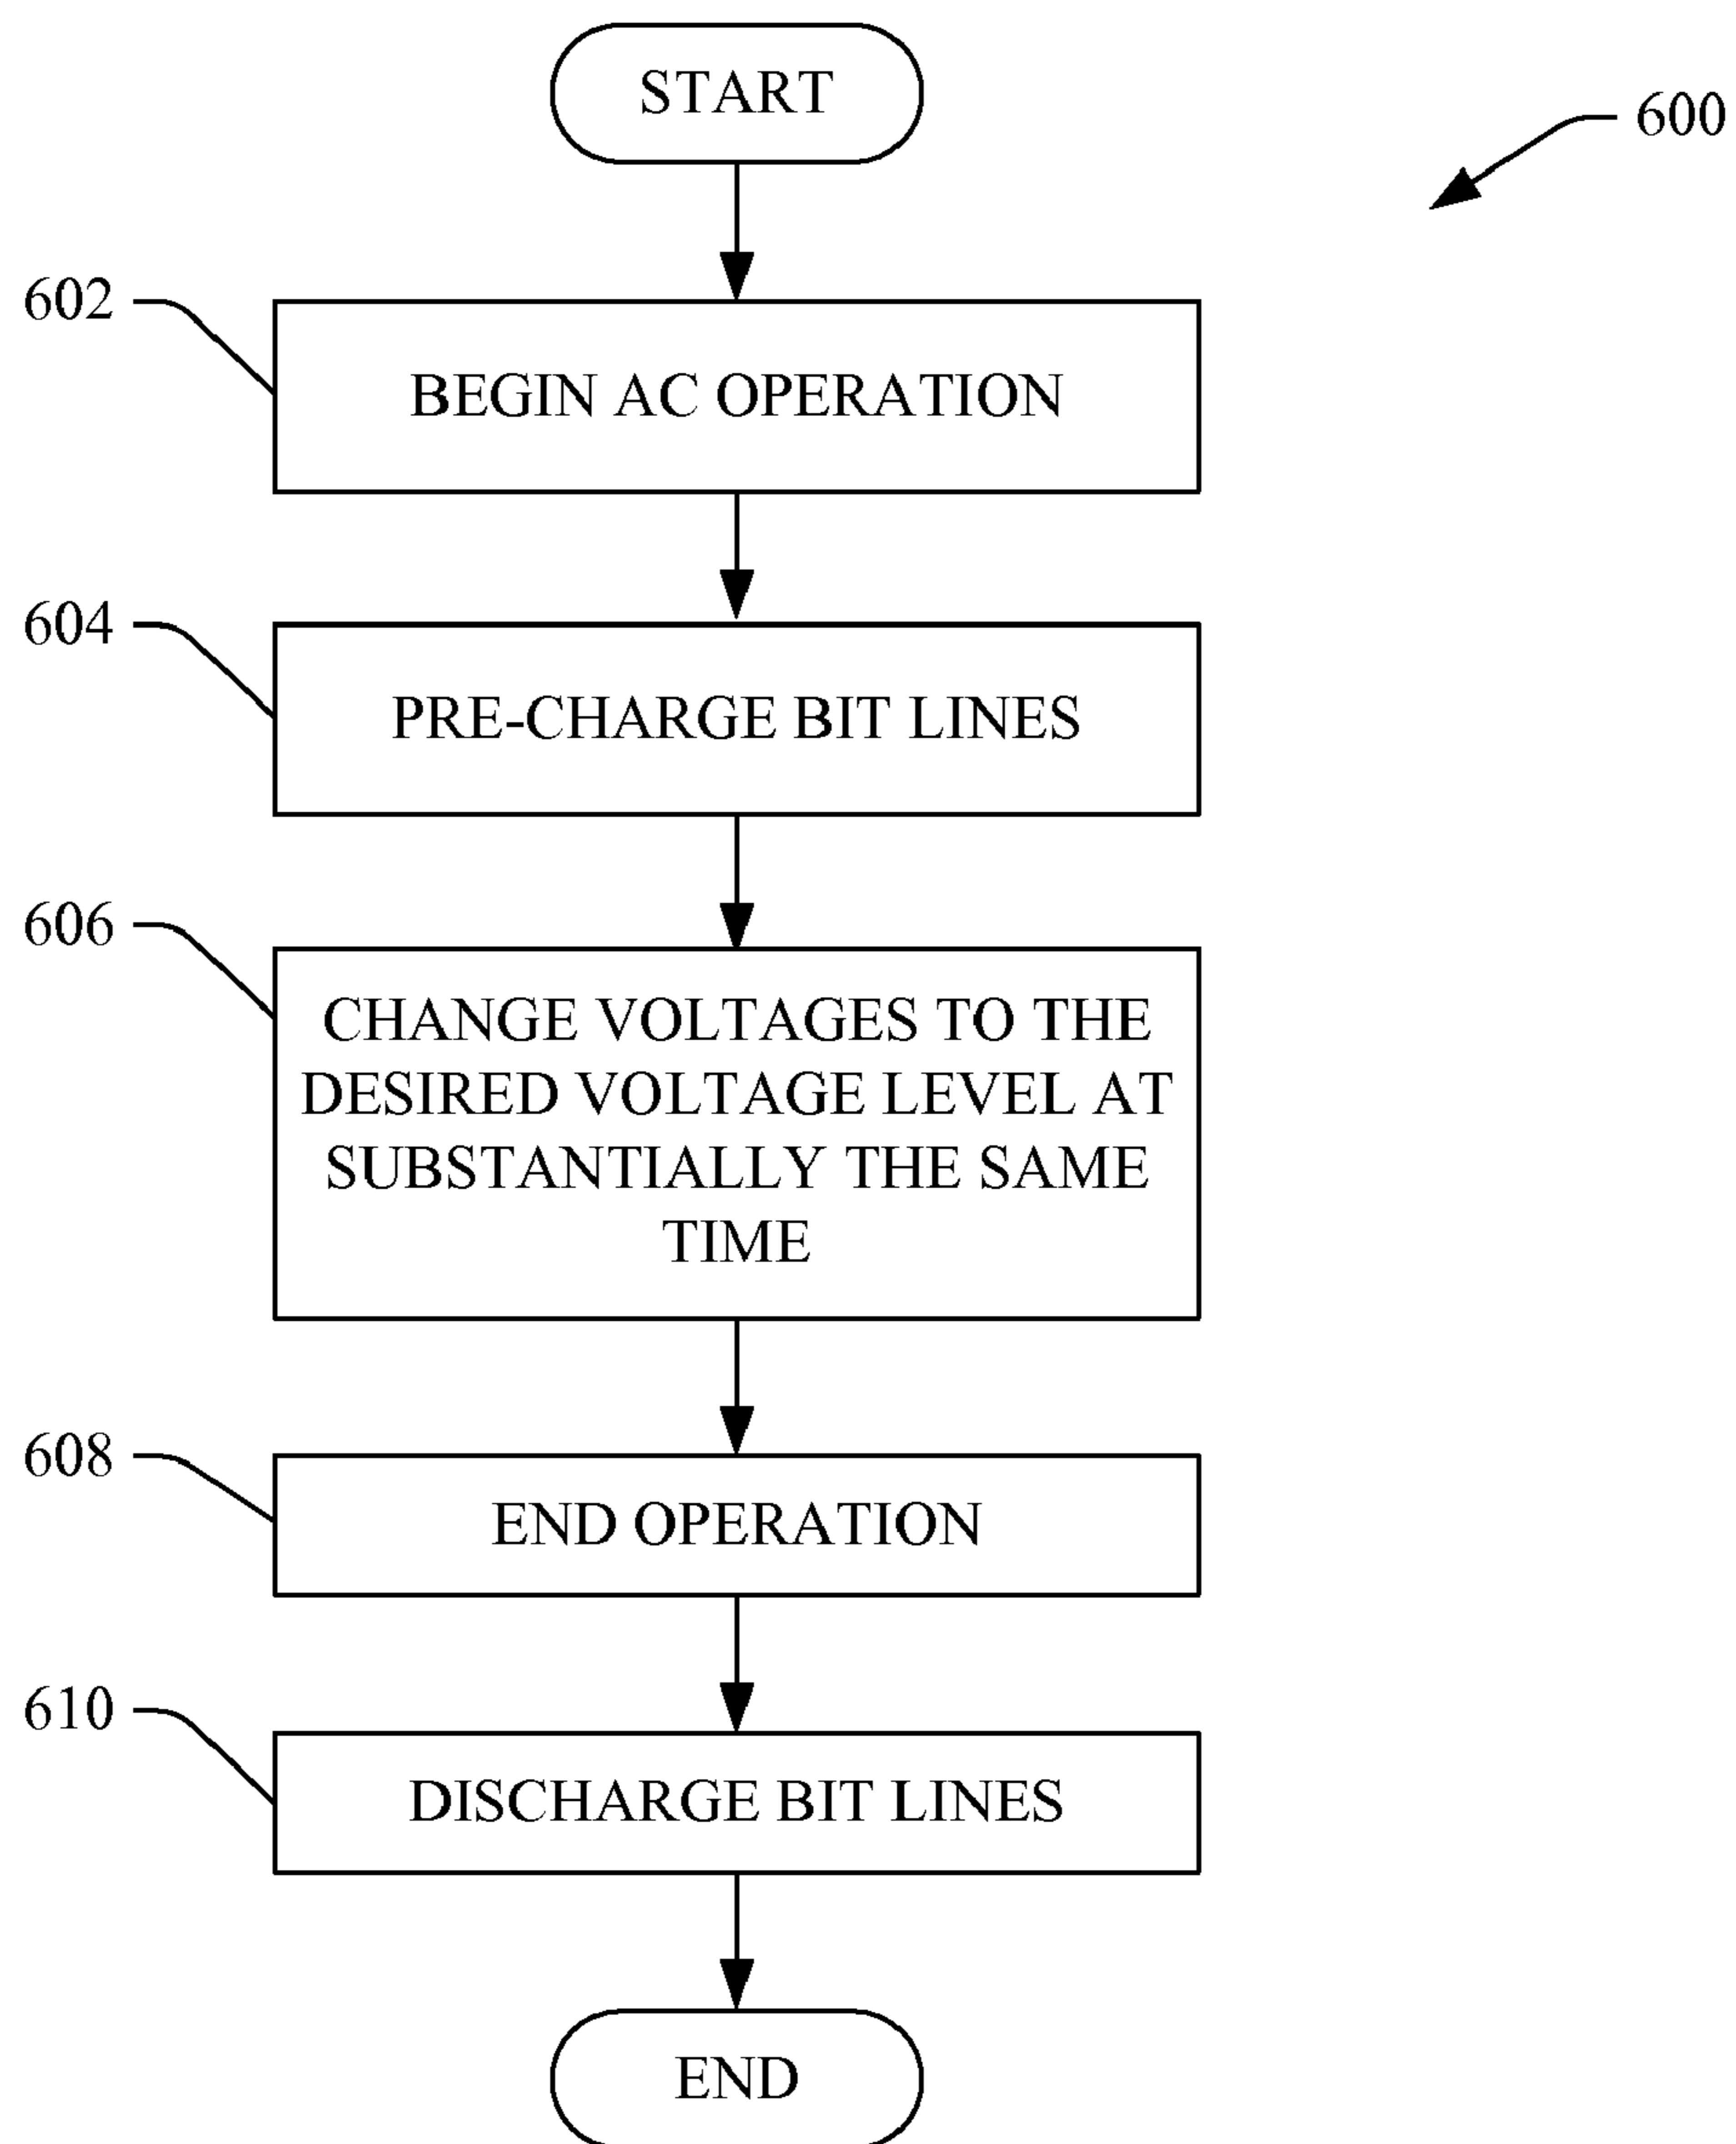 START
600
602
BEGIN AC OPERATION
604
PRE-CHARGE BIT LINES
606
CHANGE VOLTAGES TO THE
DESIRED VOLTAGE LEVEL AT
SUBSTANTIALLY THE SAME
TIME
608
END OPERATION
610
DISCHARGE BIT LINES
END